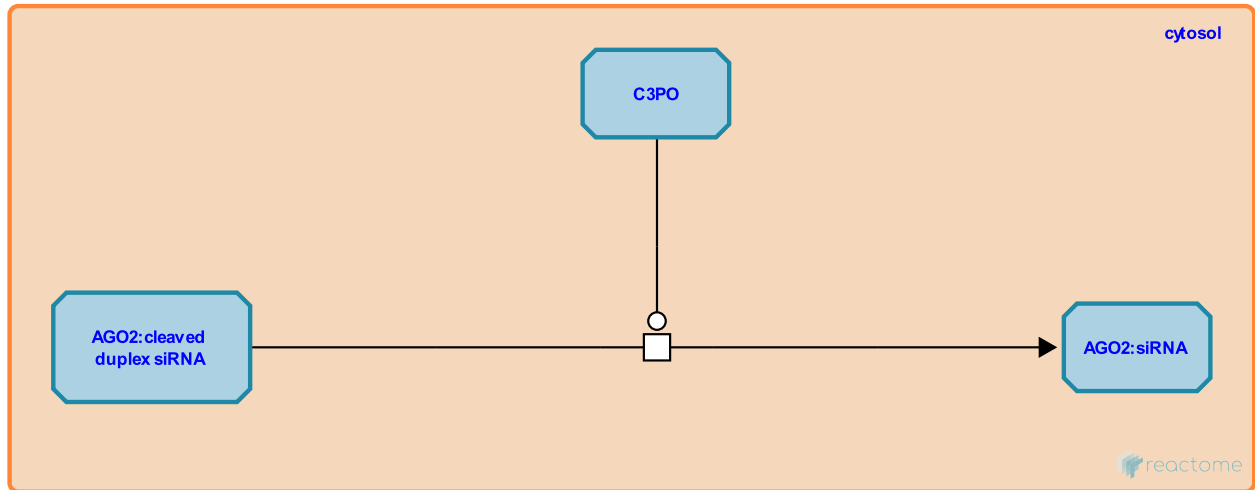 cytosol
C3PO
AGO2:cleaved
duplex siRNA
AGO2:siRNA
reactome